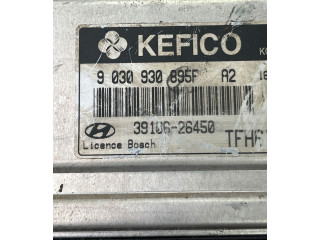 KEFICO
9 030 930 895F A2
39106-26450
Licence Bosch